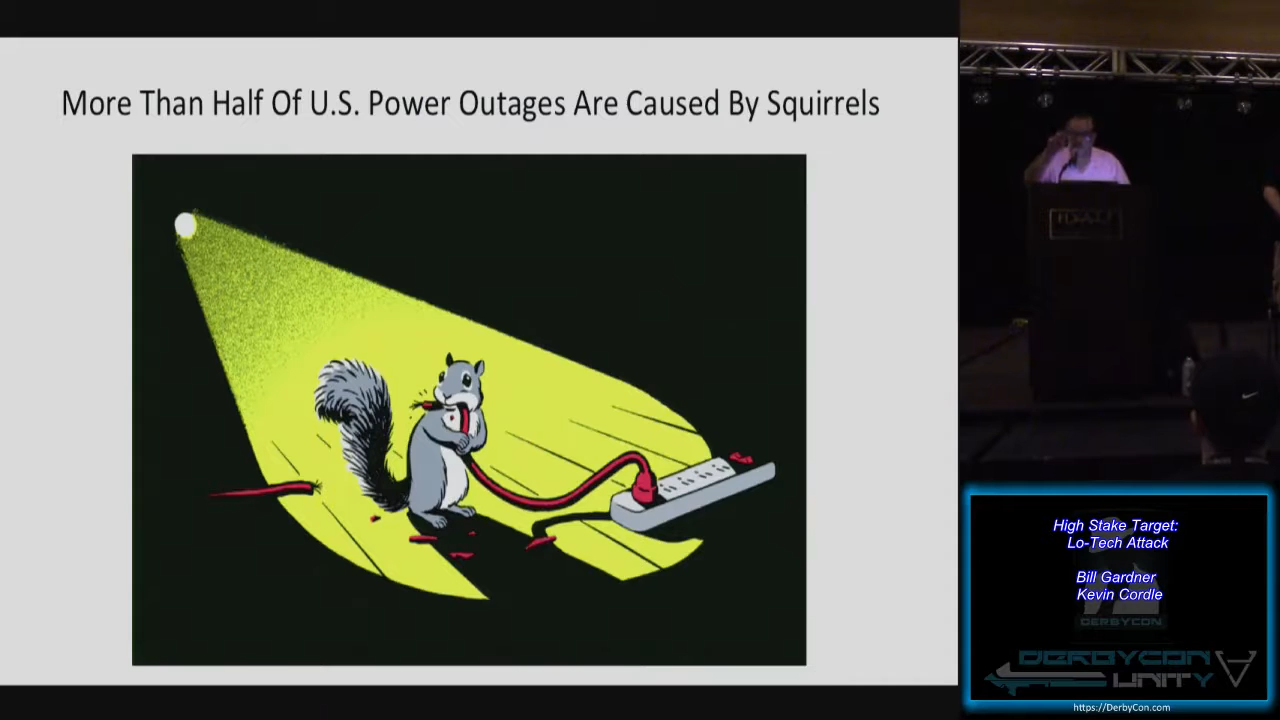 More Than Half Of U.S. Power Outages Are Caused By Squirrels
High Stake Target:
Lo-Tech Attack
Bill Gardner
Kevin Cordle
DERBYCON
DERBYCON
UNITY
https://DerbyCon.com